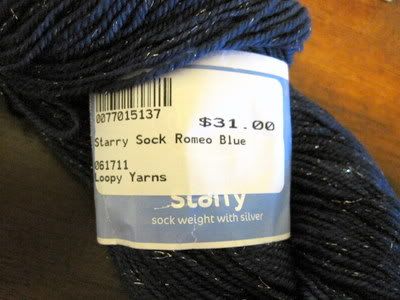 0077015137
$31.00
Starry Sock Romeo Blue
061711
Loopy Yarns
starry
sock weight with silver